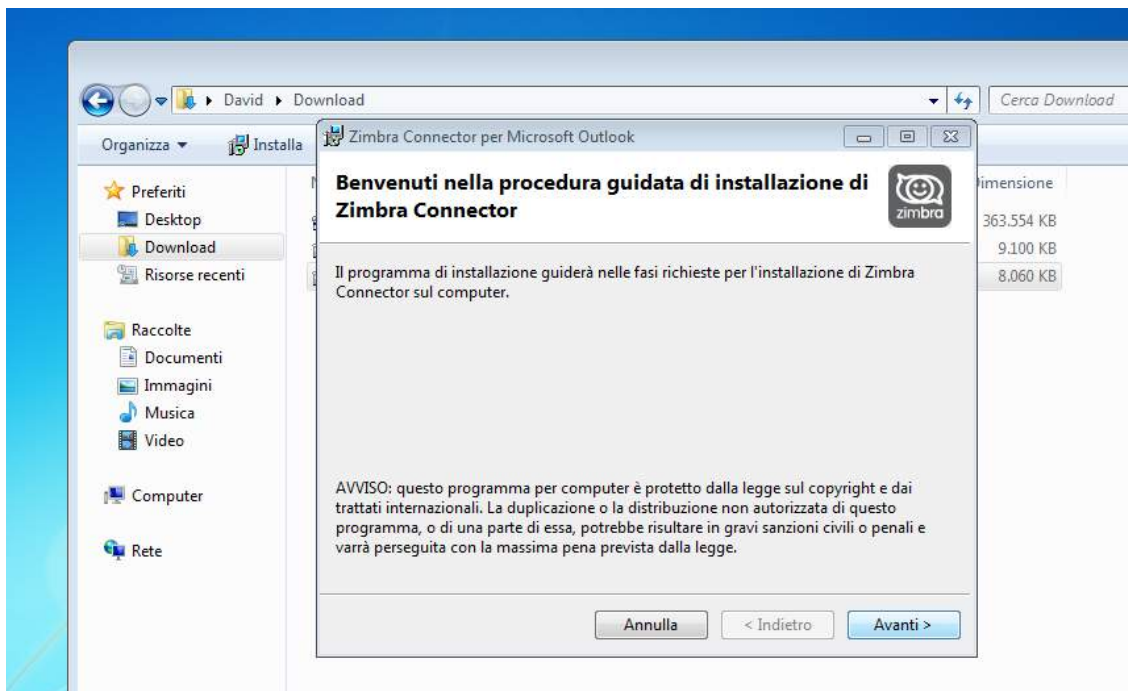 David ▸ Download
Cerca Download
Organizza
Installa
Zimbra Connector per Microsoft Outlook
Benvenuti nella procedura guidata di installazione di
Zimbra Connector
zimbra
Il programma di installazione guiderà nelle fasi richieste per l'installazione di Zimbra
Connector sul computer.
AVVISO: questo programma per computer è protetto dalla legge sul copyright e dai
trattati internazionali. La duplicazione o la distribuzione non autorizzata di questo
programma, o di una parte di essa, potrebbe risultare in gravi sanzioni civili o penali e
varrà perseguita con la massima pena prevista dalla legge.
Annulla
< Indietro
Avanti >
Preferiti
Desktop
Download
Risorse recenti
Raccolte
Documenti
Immagini
Musica
Video
Computer
Rete
363.554 KB
9.100 KB
8.060 KB